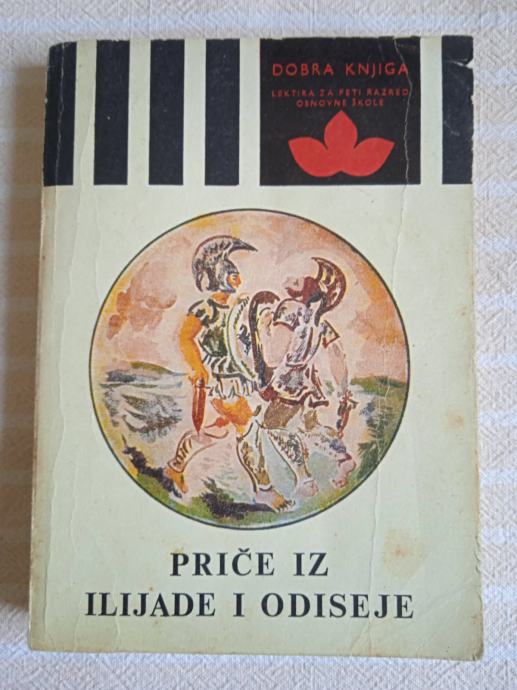 DOBRA KNJIGA
LEKTIRA ZA PETI RAZRED
OSNOVNE ŠKOLE
PRIČE IZ
ILIJADE I ODISEJE